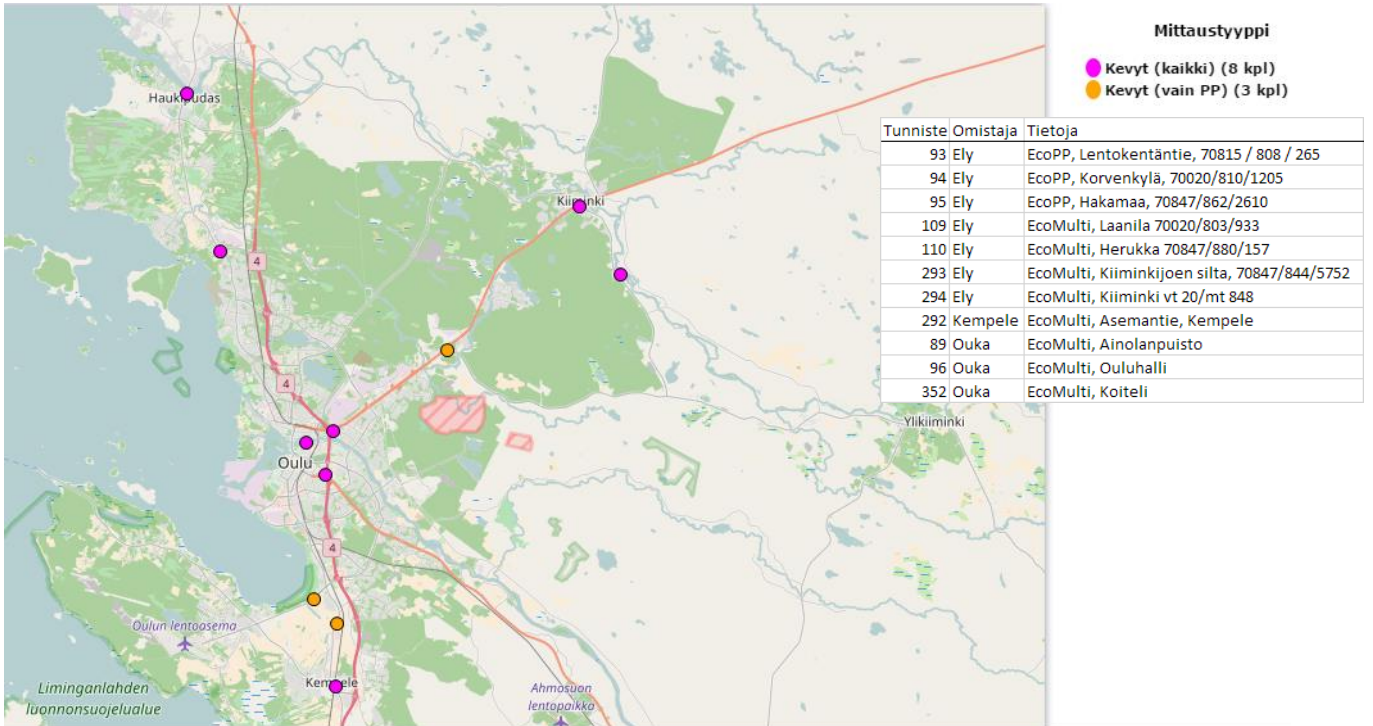 Mittaustyyppi
Kevyt (kaikki) (8 kpl)
Kevyt (vain PP) (3 kpl)
Tunniste Omistaja Tietoja
93 Ely EcoPP, Lentokentäntie, 70815 / 808 / 265
94 Ely EcoPP, Korvenkylä, 70020/810/1205
95 Ely EcoPP, Hakamaa, 70847/862/2610
109 Ely EcoMulti, Laanila 70020/803/933
110 Ely EcoMulti, Herukka 70847/880/157
293 Ely EcoMulti, Kiiminkijoen silta, 70847/844/5752
294 Ely EcoMulti, Kiiminki vt 20/mt 848
292 Kempele EcoMulti, Asemantie, Kempele
89 Ouka EcoMulti, Ainolanpuisto
96 Ouka EcoMulti, Ouluhalli
352 Ouka EcoMulti, Koiteli
Haukipudas
Kiiminki
4
4
Ylikiiminki
Oulu
4
Oulun lentoasema
Kempele
Liminganlahden
luonnonsuojelualue
Ahmosuon
lentopaikka